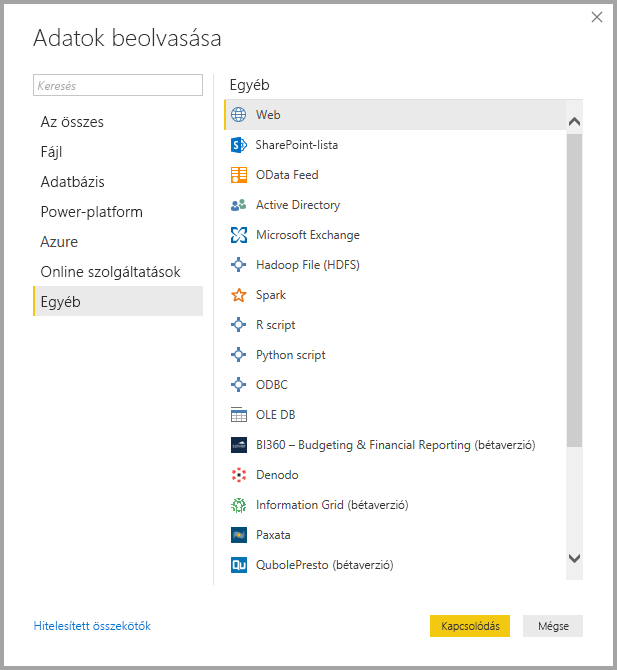 Adatok beolvasása
Keresés
Az összes
Fájl
Adatbázis
Power-platform
Azure
Online szolgáltatások
Egyéb
Egyéb
Web
SharePoint-lista
OData Feed
Active Directory
Microsoft Exchange
Hadoop File (HDFS)
Spark
R script
Python script
ODBC
OLE DB
BI360 – Budgeting & Financial Reporting (bétaverzió)
Denodo
Information Grid (bétaverzió)
Paxata
QubolePresto (bétaverzió)
Hitelesített összekötők
Kapcsolódás
Mégse